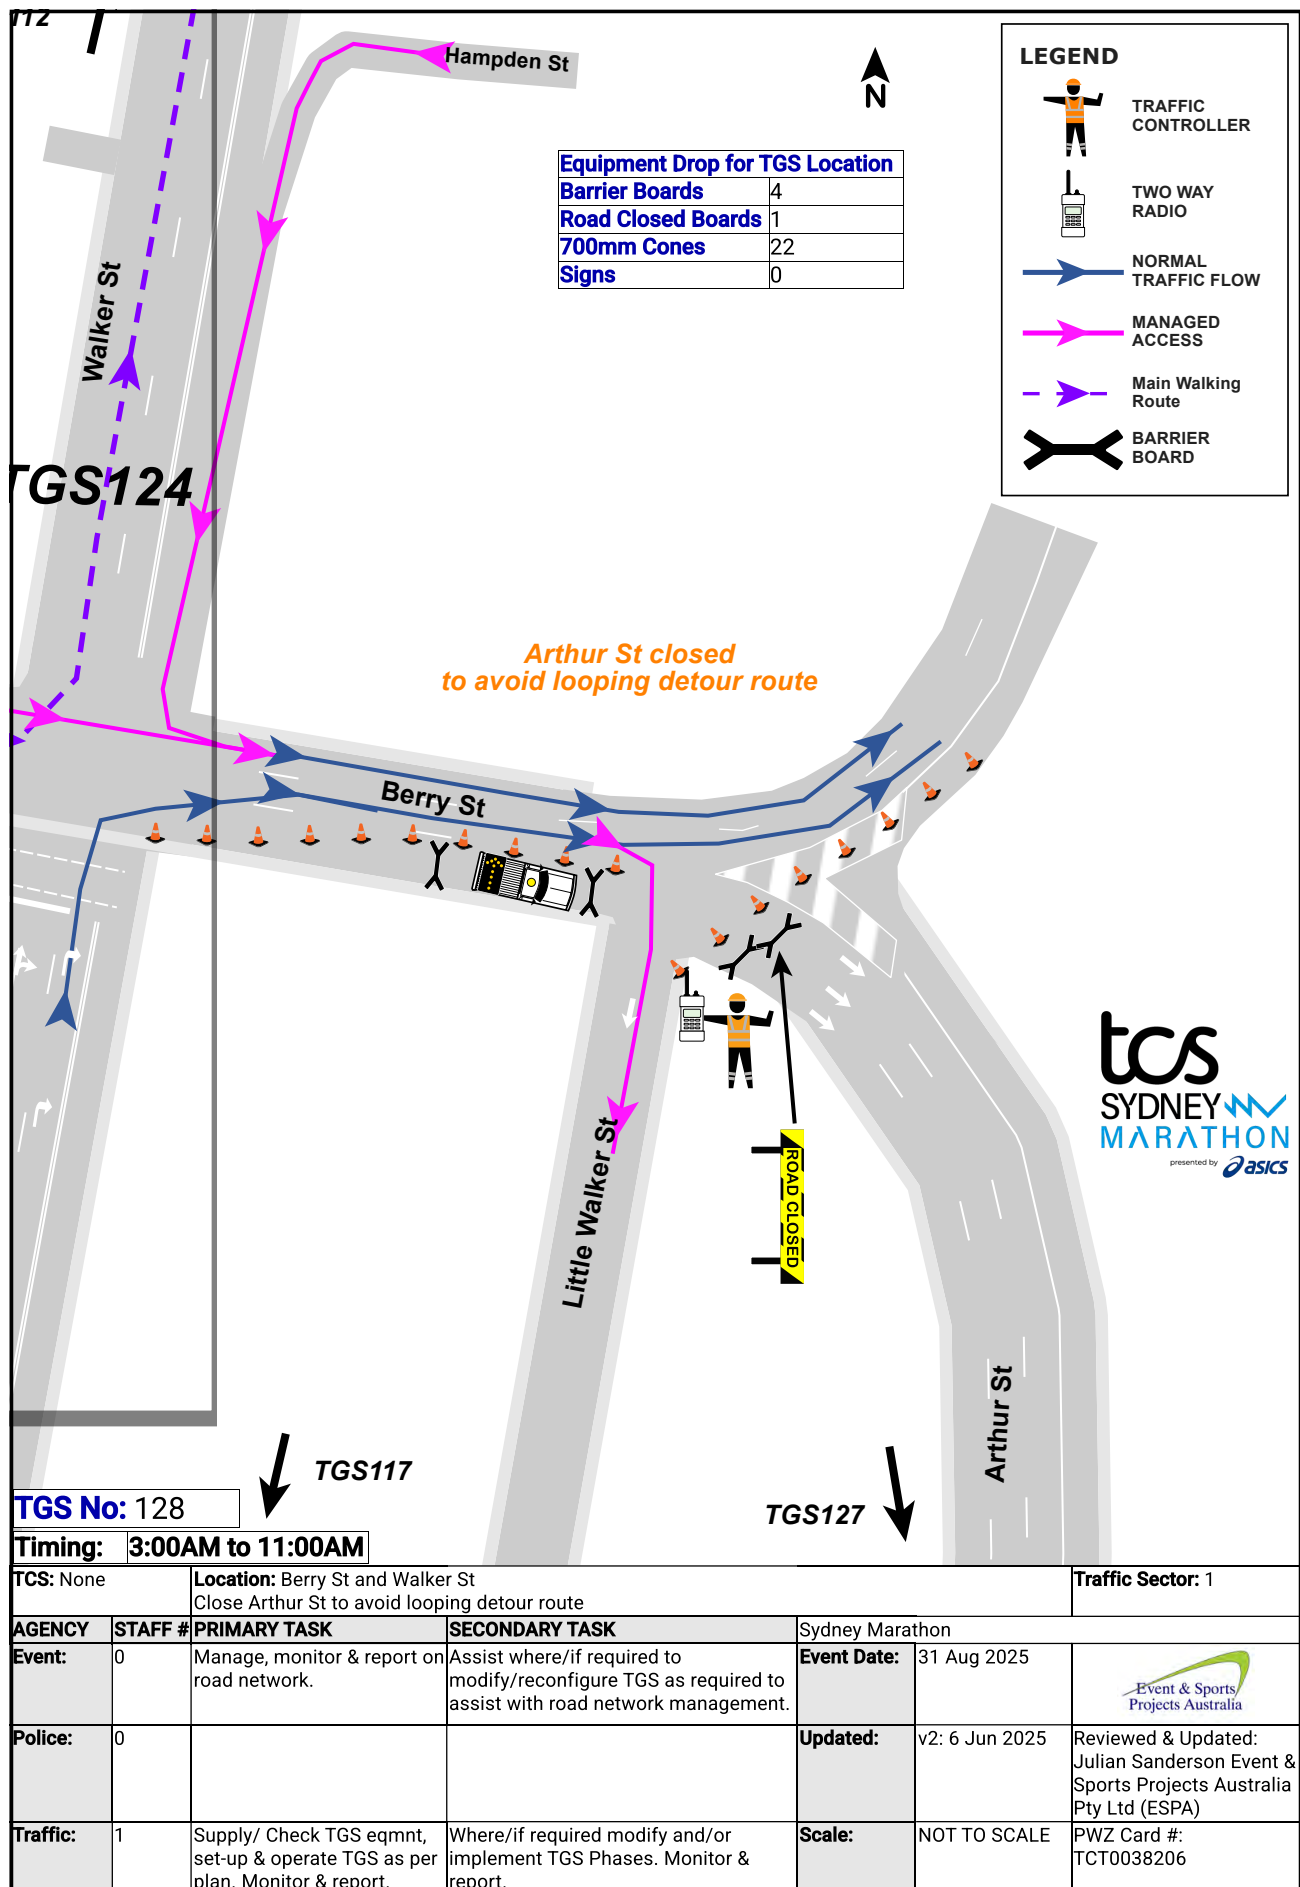 112
Hampden St
N
LEGEND
TRAFFIC
CONTROLLER
TWO WAY
RADIO
NORMAL
TRAFFIC FLOW
MANAGED
ACCESS
Main Walking
Route
BARRIER
BOARD
Equipment Drop for TGS Location
Barrier Boards 4
Road Closed Boards 1
700mm Cones 22
Signs 0
Walker St
TGS124
Arthur St closed
to avoid looping detour route
Berry St
Little Walker St
ROAD CLOSED
Arthur St
tcs
SYDNEY
MARATHON
presented by asics
TGS117
TGS127
TGS No: 128
Timing: 3:00AM to 11:00AM
TCS: None
Location: Berry St and Walker St
Close Arthur St to avoid looping detour route
Traffic Sector: 1
AGENCY STAFF # PRIMARY TASK SECONDARY TASK Sydney Marathon
Event: 0
Manage, monitor & report on
road network.
Assist where/if required to
modify/reconfigure TGS as required to
assist with road network management.
Event Date: 31 Aug 2025
Event & Sports
Projects Australia
Police: 0
Updated: v2: 6 Jun 2025
Reviewed & Updated:
Julian Sanderson Event &
Sports Projects Australia
Pty Ltd (ESPA)
Traffic: 1
Supply/ Check TGS eqmnt,
set-up & operate TGS as per
plan. Monitor & report.
Where/if required modify and/or
implement TGS Phases. Monitor &
report.
Scale: NOT TO SCALE
PWZ Card #:
TCT0038206